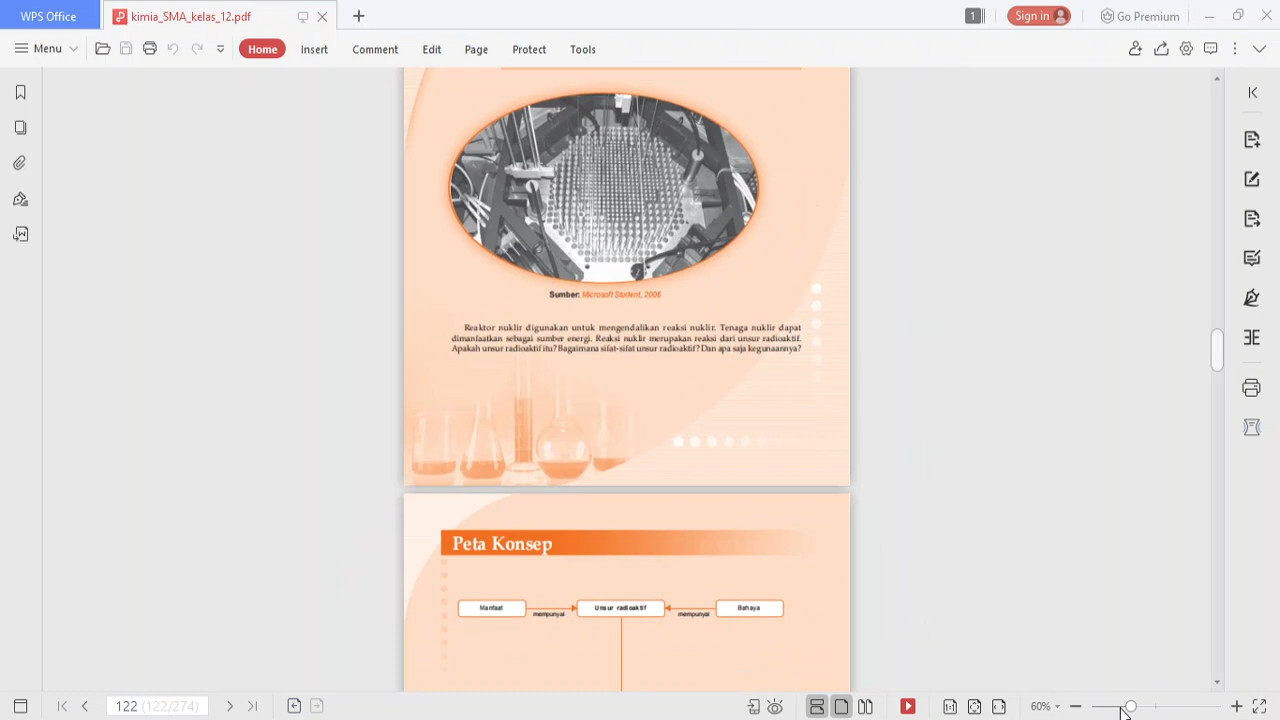 WPS Office
kimia_SMA_kelas_12.pdf
1
Sign in
Go Premium
Menu
Home
Insert
Comment
Edit
Page
Protect
Tools
Sumber: Microsoft Student, 2006
Reaktor nuklir digunakan untuk mengendalikan reaksi nuklir. Tenaga nuklir dapat
dimanfaatkan sebagai sumber energi. Reaksi nuklir merupakan reaksi dari unsur radioaktif.
Apakah unsur radioaktif itu? Bagaimana sifat-sifat unsur radioaktif? Dan apa saja kegunaannya?
Peta Konsep
Manfaat
mempunyai
Unsur radioaktif
mempunyai
Bahaya
122 (122/274)
60%